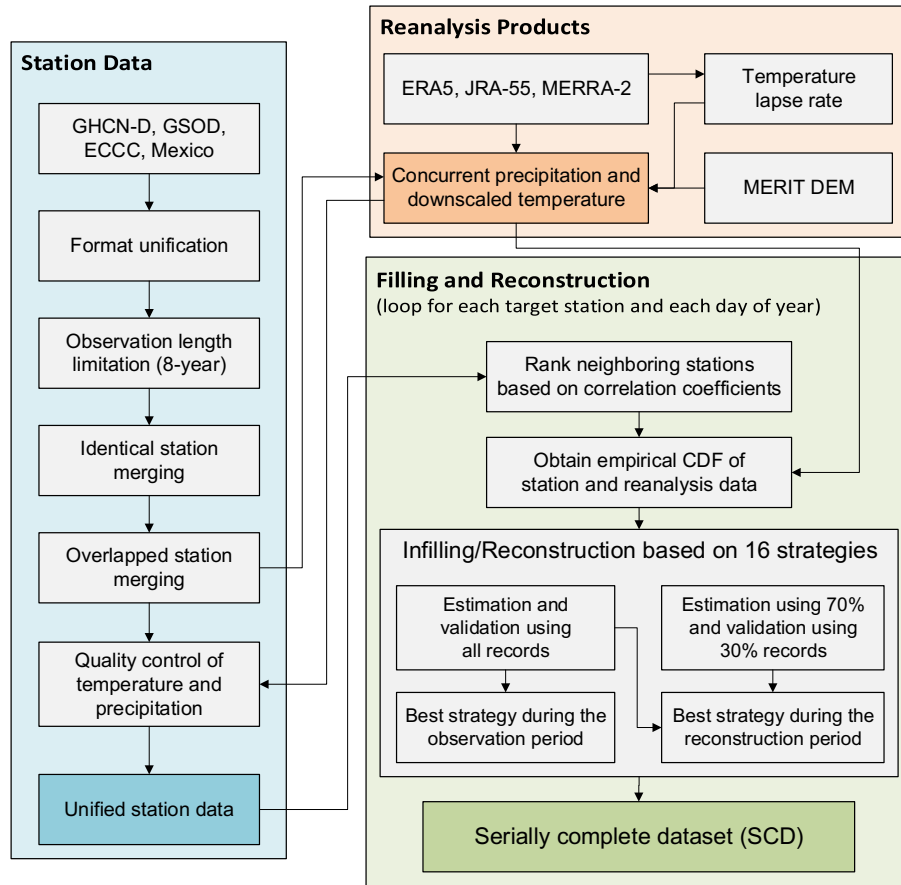 Station Data
GHCN-D, GSOD,
ECCC, Mexico
Format unification
Observation length
limitation (8-year)
Identical station
merging
Overlapped station
merging
Quality control of
temperature and
precipitation
Unified station data
Reanalysis Products
ERA5, JRA-55, MERRA-2
Temperature
lapse rate
Concurrent precipitation and
downscaled temperature
MERIT DEM
Filling and Reconstruction
(loop for each target station and each day of year)
Rank neighboring stations
based on correlation coefficients
Obtain empirical CDF of
station and reanalysis data
Infilling/Reconstruction based on 16 strategies
Estimation and
validation using
all records
Estimation using 70%
and validation using
30% records
Best strategy during the
observation period
Best strategy during the
reconstruction period
Serially complete dataset (SCD)